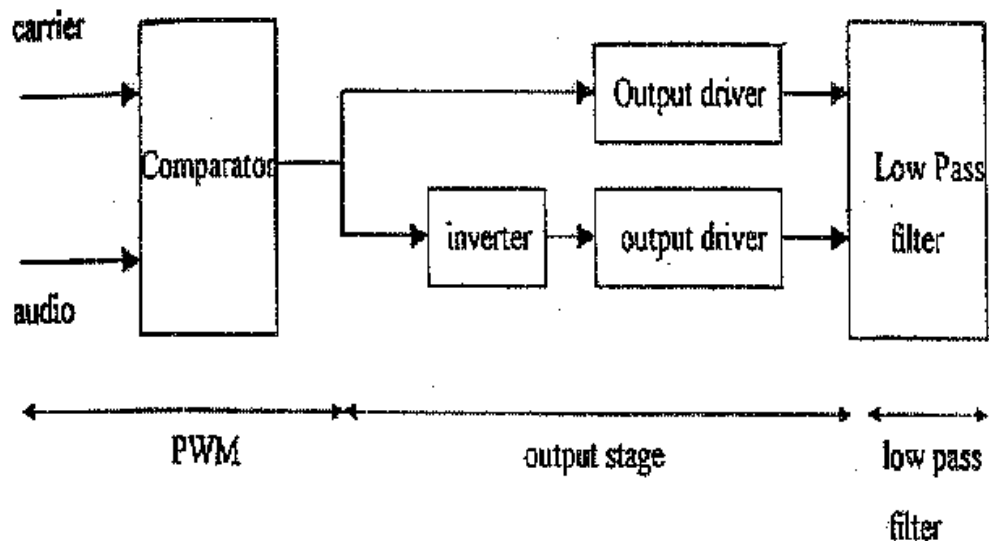 carrier
Comparator
audio
Output driver
inverter
output driver
Low Pass
filter
PWM
output stage
low pass
filter